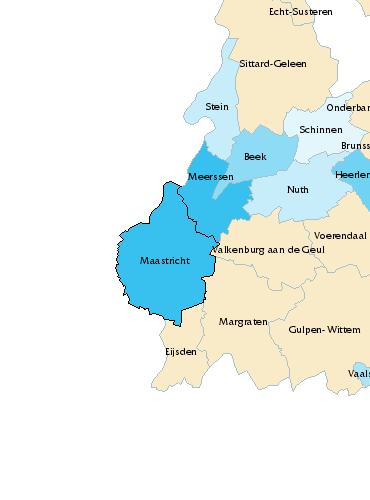 Echt-Susteren
Sittard-Geleen
Stein
Onderban
Schinnen
Brunss
Beek
Meerssen
Heerlen
Nuth
Voerendaal
Valkenburg aan de Geul
Maastricht
Margraten
Gulpen- Wittem
Eijsden
Vaals